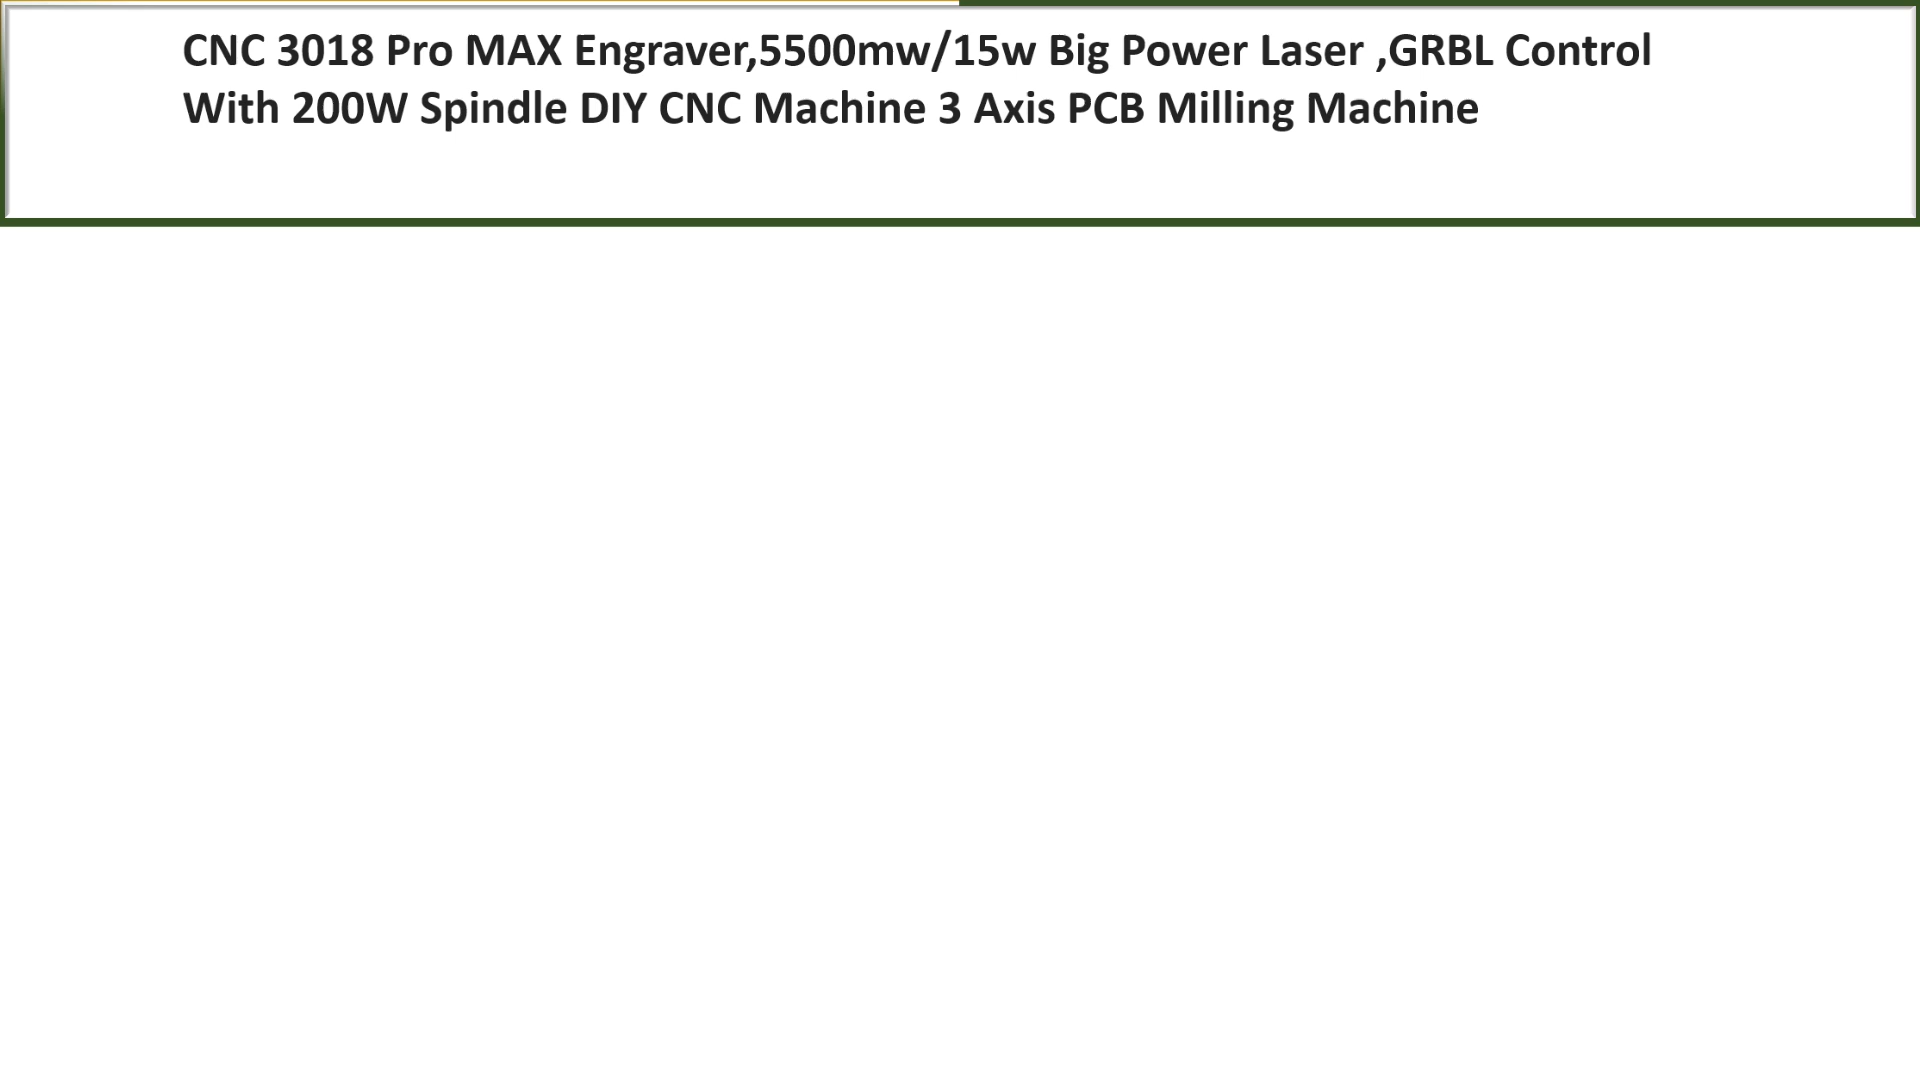 CNC 3018 Pro MAX Engraver,5500mw/15w Big Power Laser ,GRBL Control
With 200W Spindle DIY CNC Machine 3 Axis PCB Milling Machine